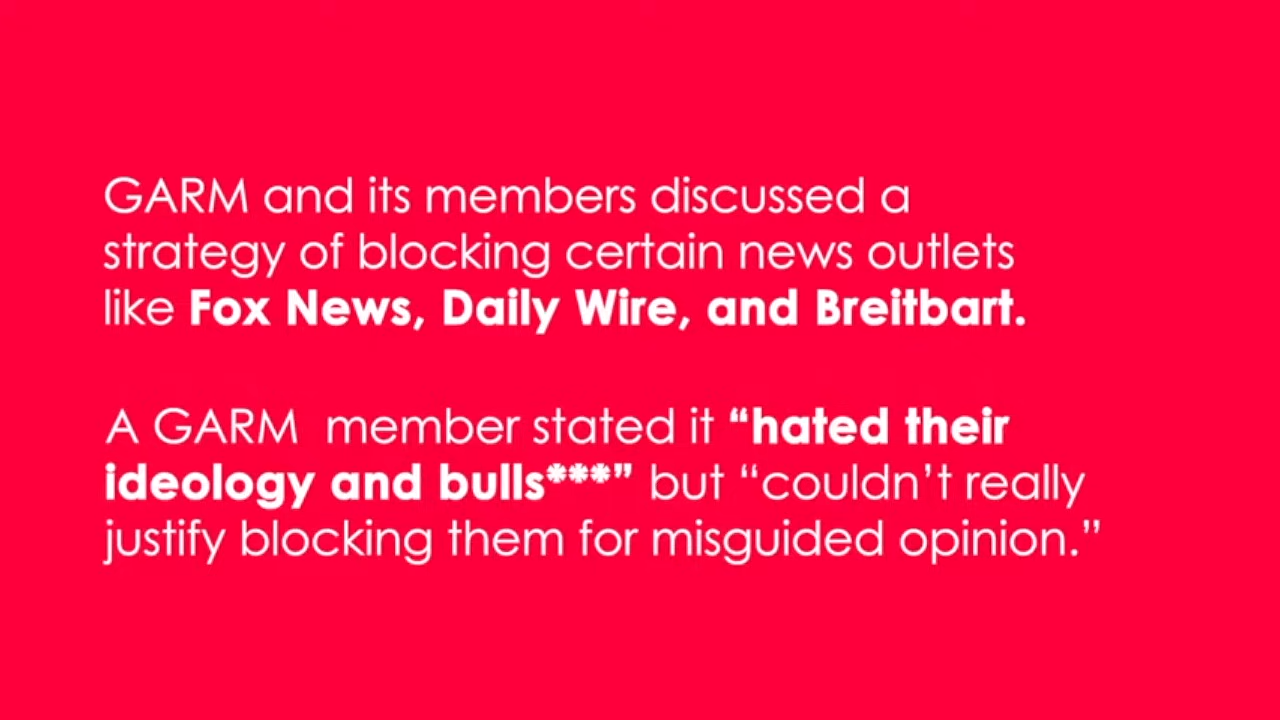 GARM and its members discussed a
strategy of blocking certain news outlets
like Fox News, Daily Wire, and Breitbart.
A GARM  member stated it “hated their
ideology and bulls***” but “couldn’t really
justify blocking them for misguided opinion.”